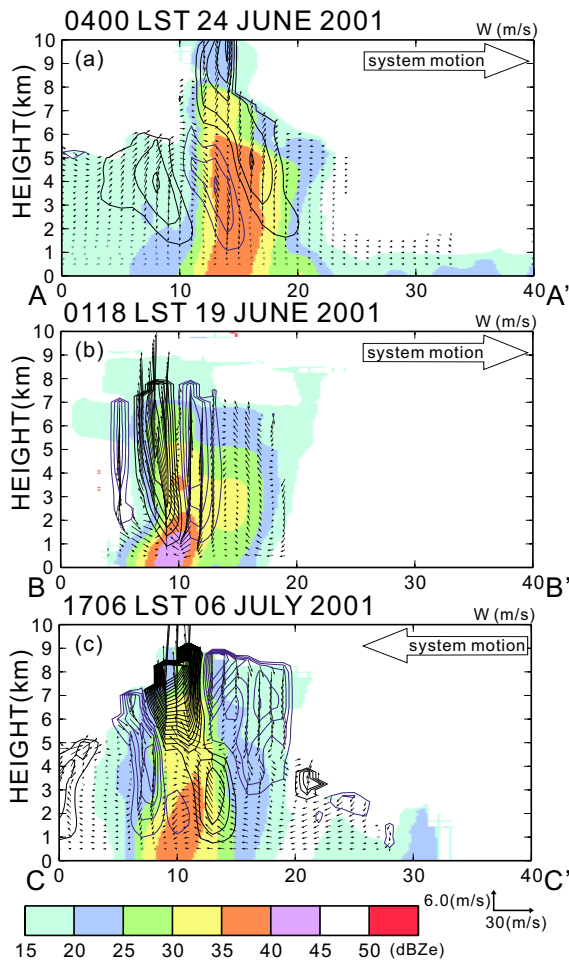 0400 LST 24 JUNE 2001
W (m/s)
(a)
system motion
HEIGHT(km)
10
9
8
7
6
5
4
3
2
1
0
0 10 20 30 40
A A'
0118 LST 19 JUNE 2001
W (m/s)
(b)
system motion
HEIGHT(km)
10
9
8
7
6
5
4
3
2
1
0
0 10 20 30 40
B B'
1706 LST 06 JULY 2001
W (m/s)
(c)
system motion
HEIGHT(km)
10
9
8
7
6
5
4
3
2
1
0
0 10 20 30 40
C C'
6.0(m/s)
30(m/s)
15 20 25 30 35 40 45 50 (dBZe)